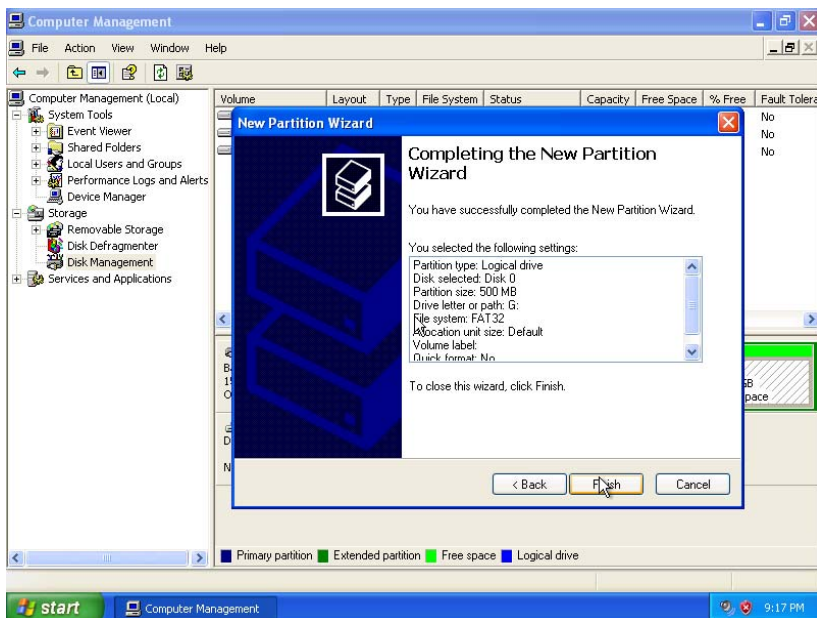 Computer Management
File Action View Window Help
Computer Management (Local)
System Tools
Event Viewer
Shared Folders
Local Users and Groups
Performance Logs and Alerts
Device Manager
Storage
Removable Storage
Disk Defragmenter
Disk Management
Services and Applications
Volume Layout Type File System Status Capacity Free Space % Free Fault Tolera
No
No
No
New Partition Wizard
Completing the New Partition
Wizard
You have successfully completed the New Partition Wizard.
You selected the following settings:
Partition type: Logical drive
Disk selected: Disk 0
Partition size: 500 MB
Drive letter or path: G:
File system: FAT32
Allocation unit size: Default
Volume label:
Quick format: No
To close this wizard, click Finish.
< Back Finish Cancel
Primary partition Extended partition Free space Logical drive
start Computer Management 9:17 PM